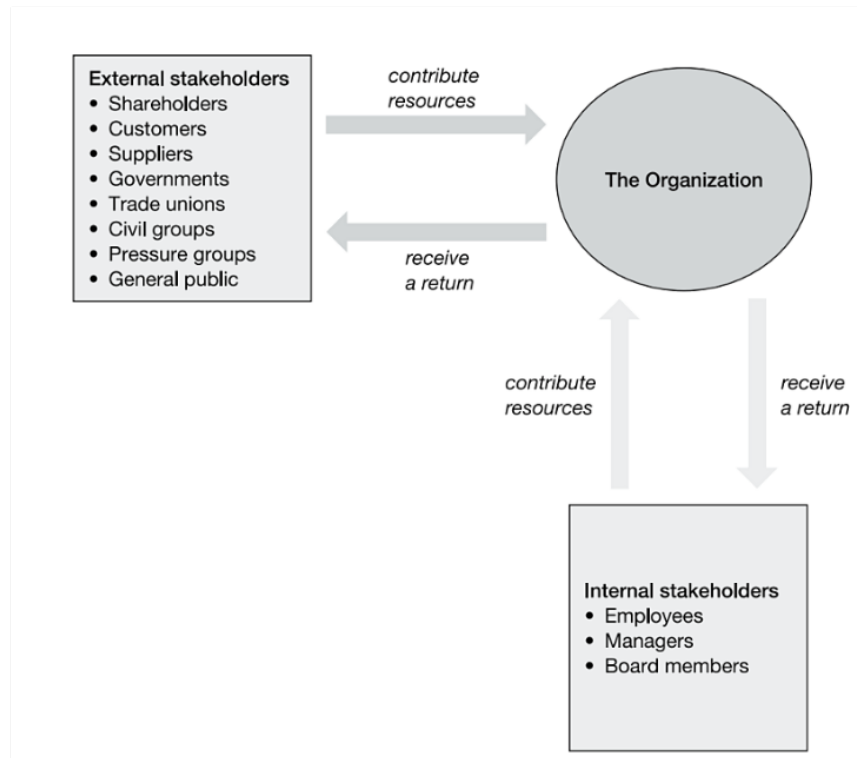 External stakeholders
• Shareholders
• Customers
• Suppliers
• Governments
• Trade unions
• Civil groups
• Pressure groups
• General public
contribute
resources
The Organization
receive
a return
contribute
resources
receive
a return
Internal stakeholders
• Employees
• Managers
• Board members